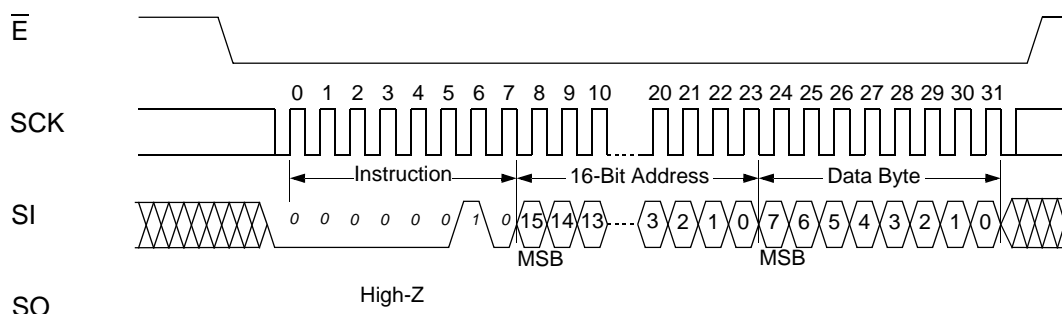 E
0 1 2 3 4 5 6 7 8 9 10 20 21 22 23 24 25 26 27 28 29 30 31
SCK
Instruction 16-Bit Address Data Byte
SI 0 0 0 0 0 0 1 0 15 14 13 3 2 1 0 7 6 5 4 3 2 1 0
MSB MSB
High-Z
SO